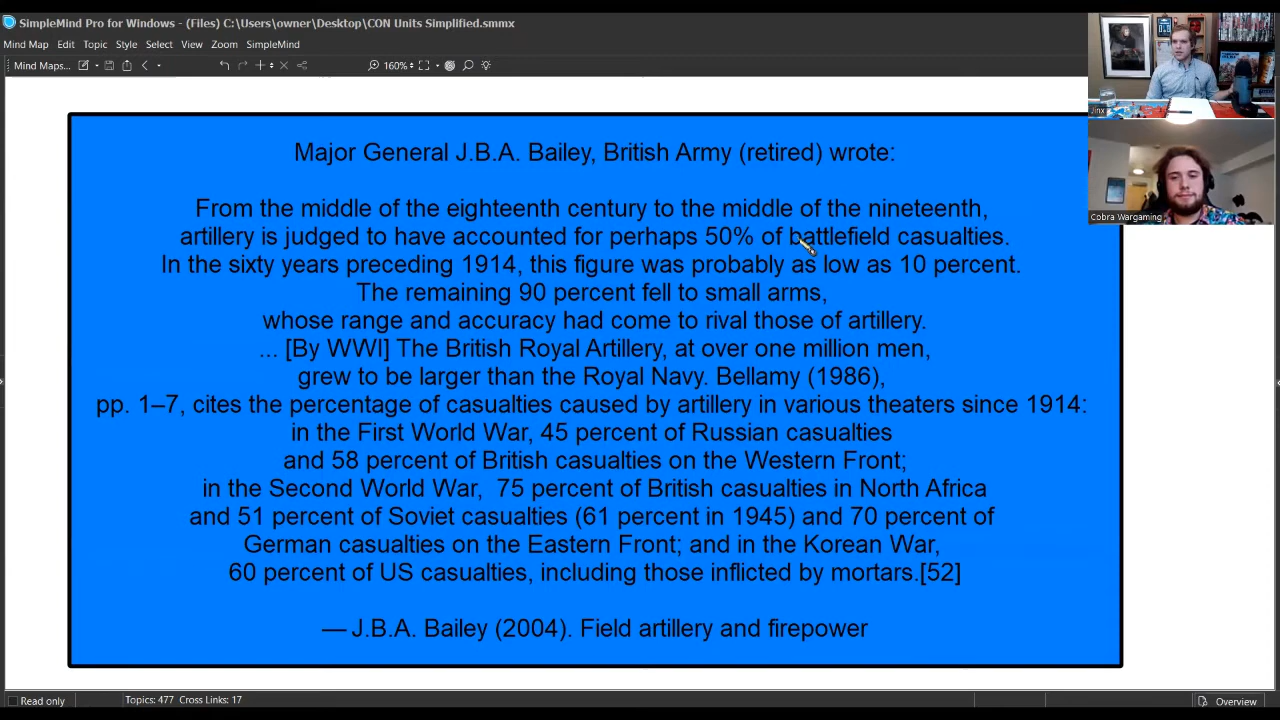 SimpleMind Pro for Windows - (Files) C:\Users\owner\Desktop\CON Units Simplified.smmx
Mind Map Edit Topic Style Select View Zoom SimpleMind
Mind Maps... 160%
Jinx
Cobra Wargaming
Major General J.B.A. Bailey, British Army (retired) wrote:
From the middle of the eighteenth century to the middle of the nineteenth,
artillery is judged to have accounted for perhaps 50% of battlefield casualties.
In the sixty years preceding 1914, this figure was probably as low as 10 percent.
The remaining 90 percent fell to small arms,
whose range and accuracy had come to rival those of artillery.
... [By WWI] The British Royal Artillery, at over one million men,
grew to be larger than the Royal Navy. Bellamy (1986),
pp. 1–7, cites the percentage of casualties caused by artillery in various theaters since 1914:
in the First World War, 45 percent of Russian casualties
and 58 percent of British casualties on the Western Front;
in the Second World War, 75 percent of British casualties in North Africa
and 51 percent of Soviet casualties (61 percent in 1945) and 70 percent of
German casualties on the Eastern Front; and in the Korean War,
60 percent of US casualties, including those inflicted by mortars.[52]
— J.B.A. Bailey (2004). Field artillery and firepower
Read only Topics: 477 Cross Links: 17 Overview